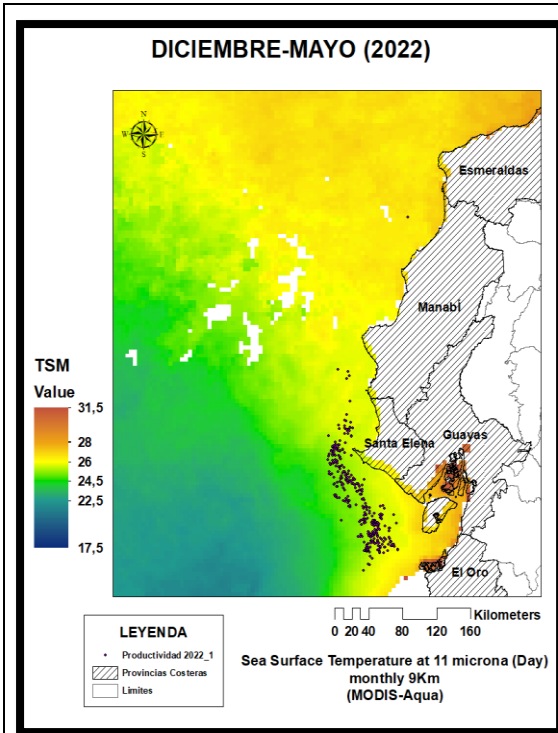 DICIEMBRE-MAYO (2022)
N
W E
S
Esmeraldas
Manabí
Santa Elena
Guayas
El Oro
TSM
Value
31,5
28
26
24,5
22,5
17,5
LEYENDA
Productividad 2022_1
Provincias Costeras
Limites
Kilometers
0 20 40 80 120 160
Sea Surface Temperature at 11 microna (Day)
monthly 9Km
(MODIS-Aqua)